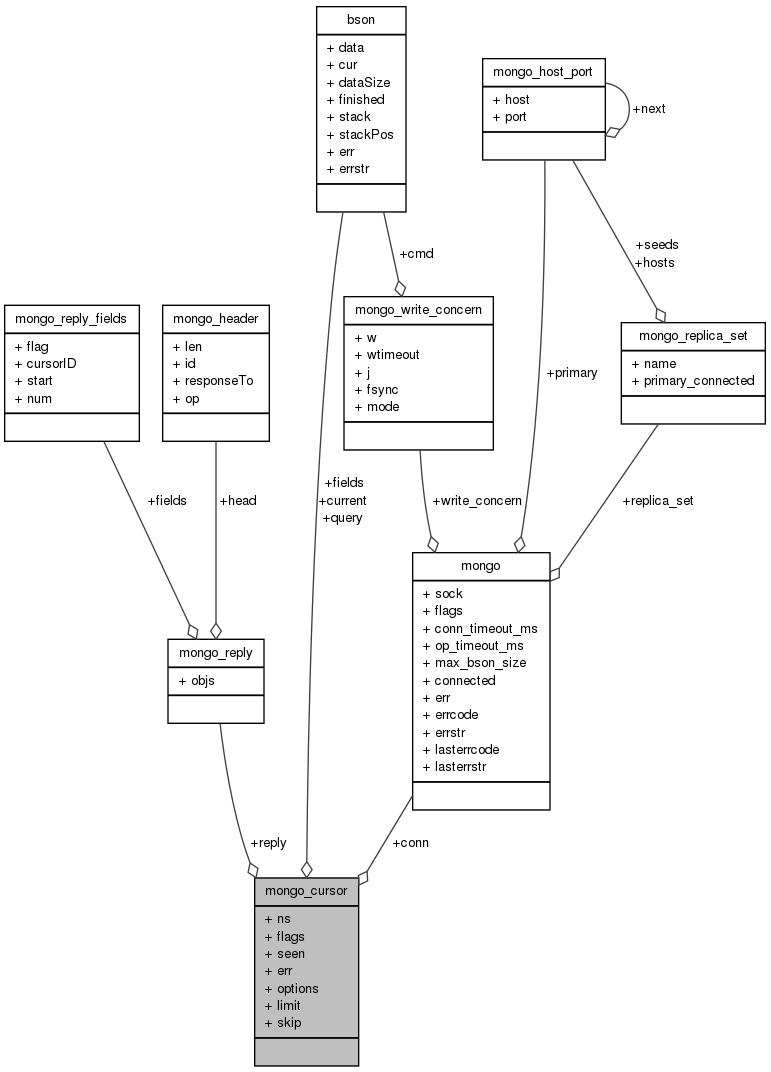 bson
+ data
+ cur
+ dataSize
+ finished
+ stack
+ stackPos
+ err
+ errstr
mongo_host_port
+ host
+ port
+next
+cmd
+seeds
+hosts
mongo_reply_fields
+ flag
+ cursorID
+ start
+ num
mongo_header
+ len
+ id
+ responseTo
+ op
mongo_write_concern
+ w
+ wtimeout
+ j
+ fsync
+ mode
mongo_replica_set
+ name
+ primary_connected
+primary
+fields
+head
+fields
+current
+query
+write_concern
+replica_set
mongo_reply
+ objs
mongo
+ sock
+ flags
+ conn_timeout_ms
+ op_timeout_ms
+ max_bson_size
+ connected
+ err
+ errcode
+ errstr
+ lasterrcode
+ lasterrstr
+reply
+conn
mongo_cursor
+ ns
+ flags
+ seen
+ err
+ options
+ limit
+ skip